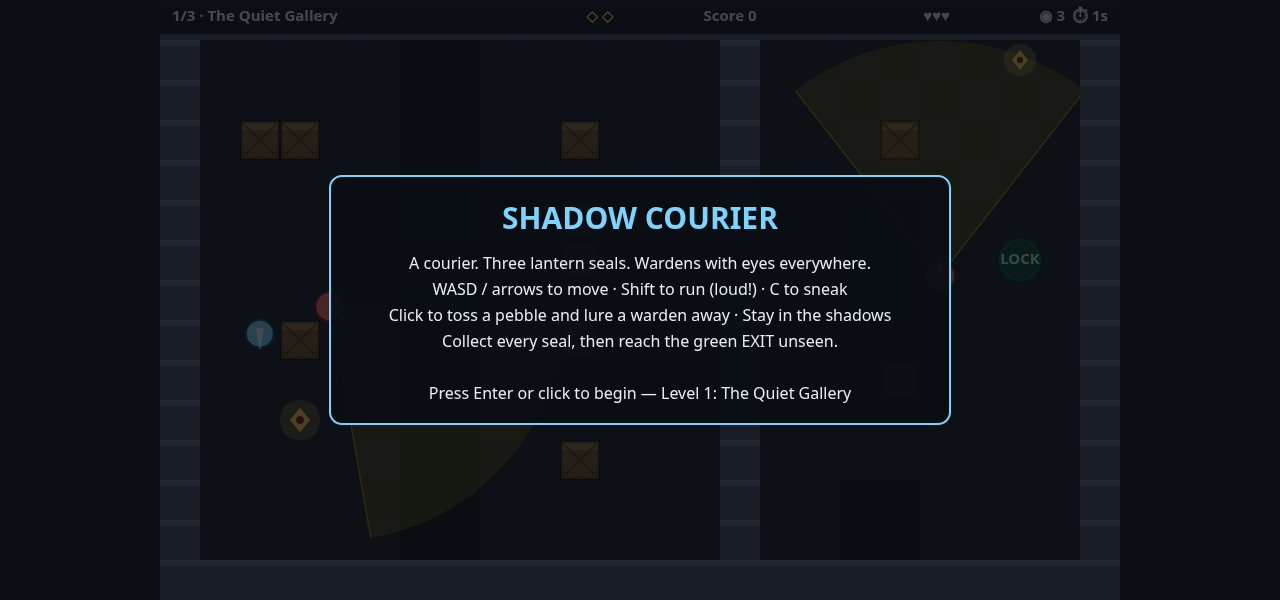 1/3 · The Quiet Gallery
◇ ◇
Score 0
♥♥♥
◉ 3 ⏱ 1s
LOCK
SHADOW COURIER
A courier. Three lantern seals. Wardens with eyes everywhere.
WASD / arrows to move · Shift to run (loud!) · C to sneak
Click to toss a pebble and lure a warden away · Stay in the shadows
Collect every seal, then reach the green EXIT unseen.
Press Enter or click to begin — Level 1: The Quiet Gallery